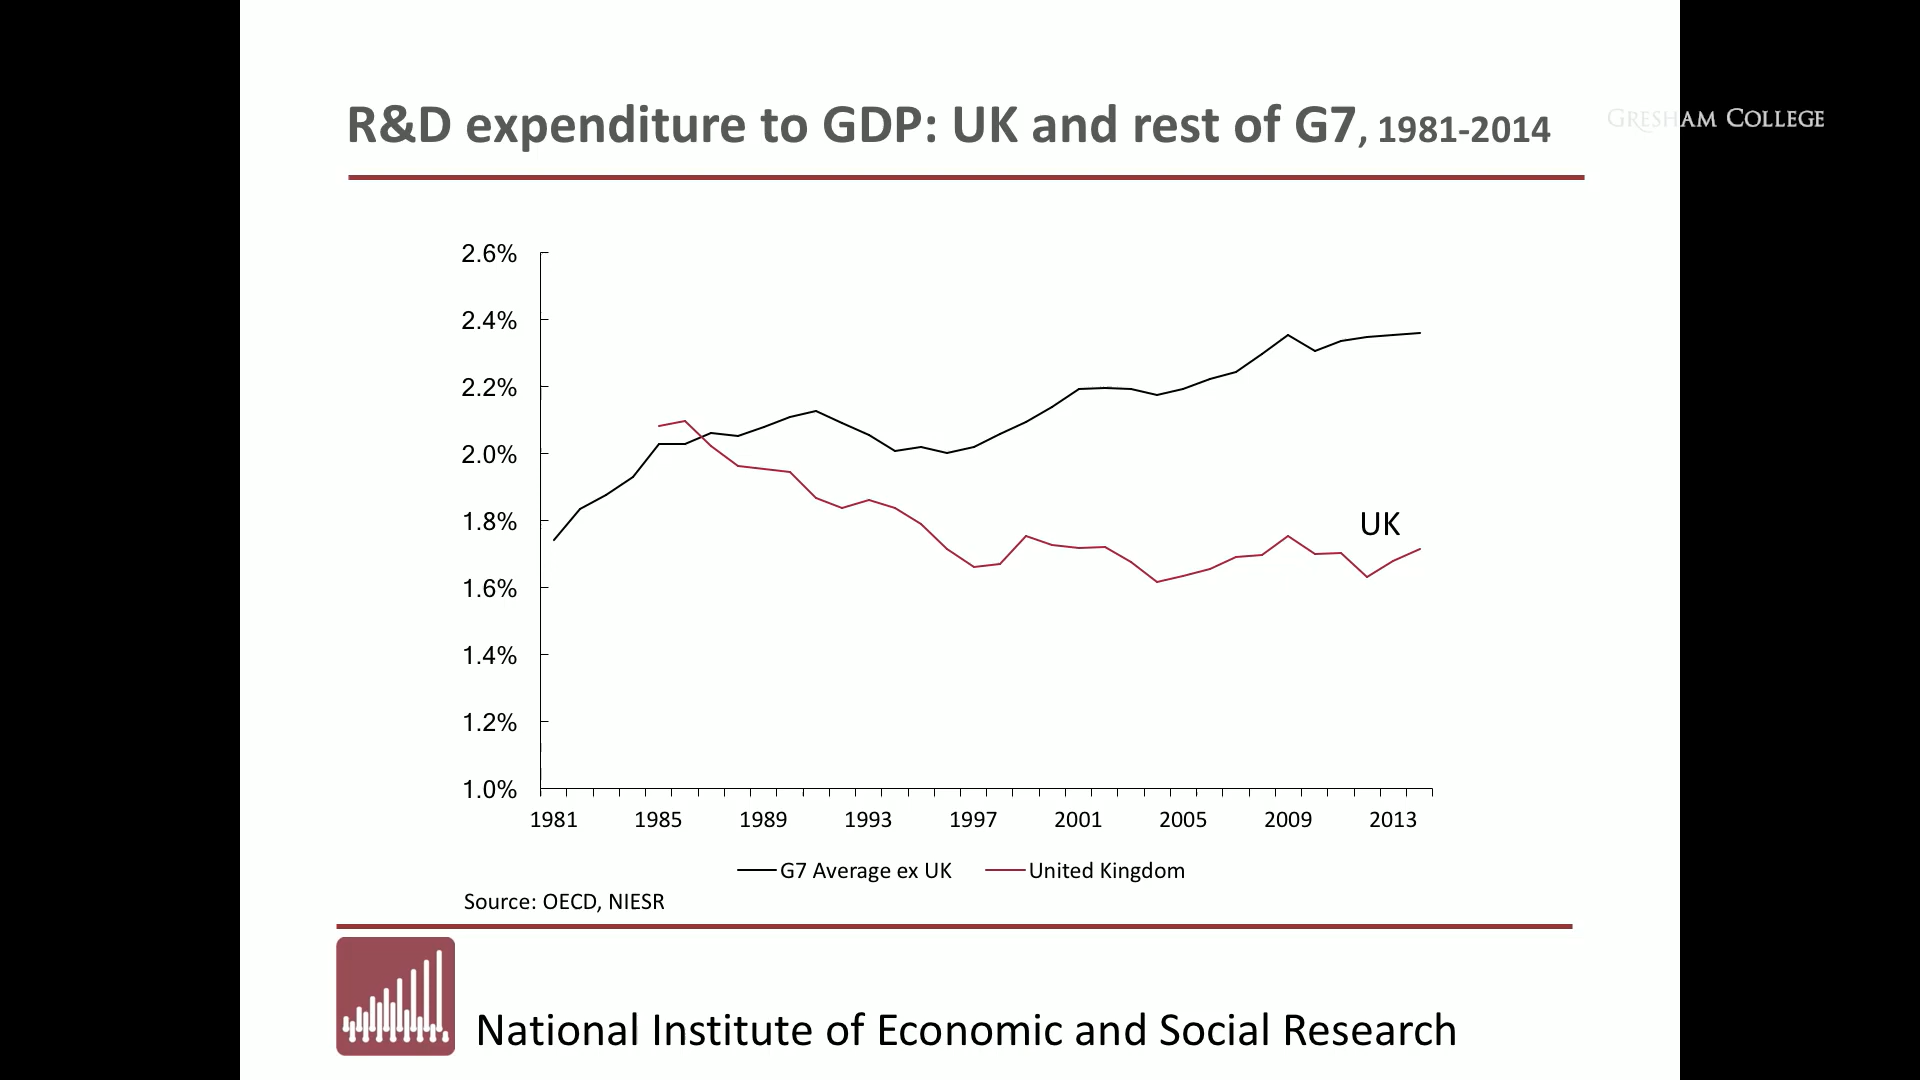 R&D expenditure to GDP: UK and rest of G7, 1981-2014
GRESHAM COLLEGE
2.6%
2.4%
2.2%
2.0%
1.8%
1.6%
1.4%
1.2%
1.0%
UK
1981 1985 1989 1993 1997 2001 2005 2009 2013
G7 Average ex UK United Kingdom
Source: OECD, NIESR
National Institute of Economic and Social Research